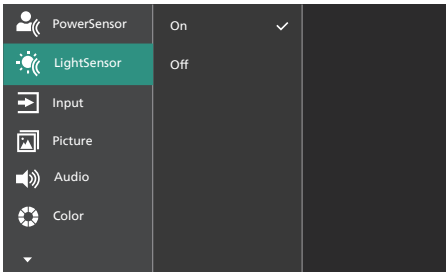 PowerSensor
LightSensor
Input
Picture
Audio
Color
On
Off